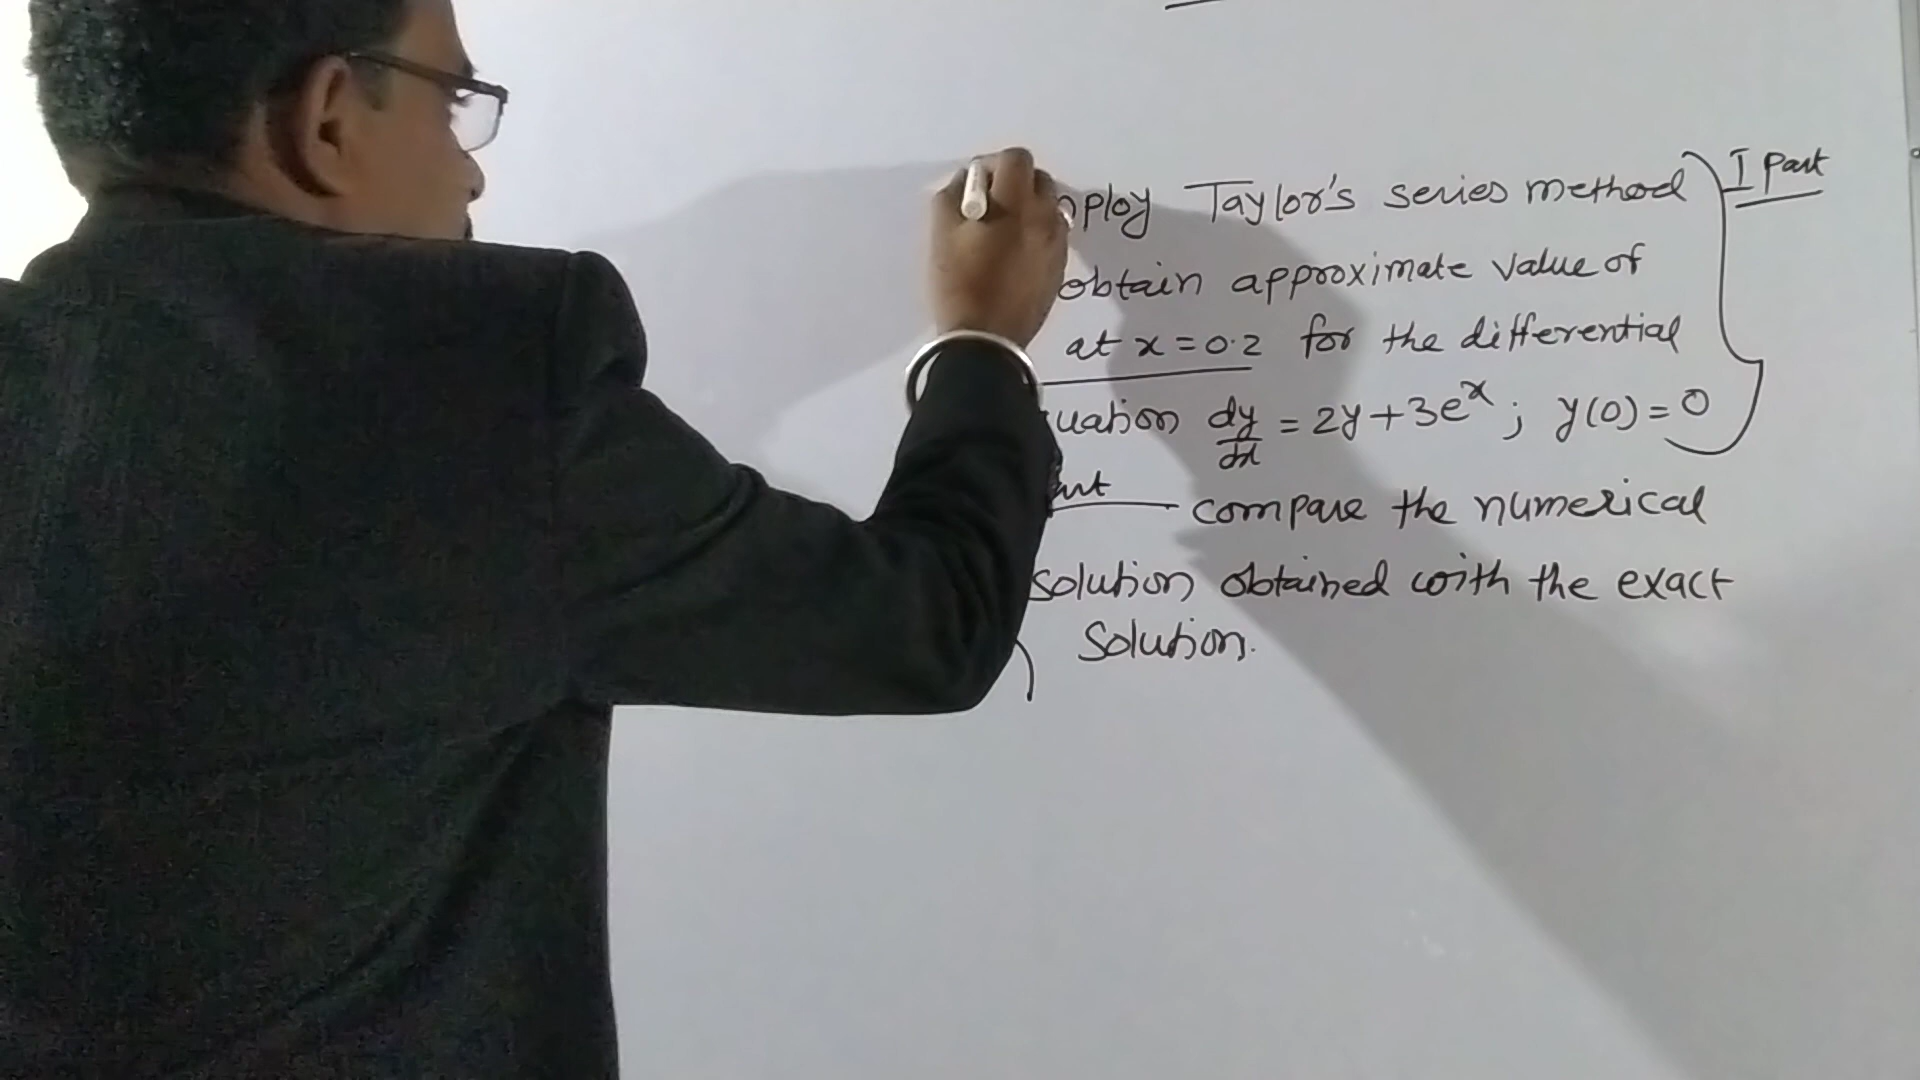 I Part
ploy Taylor's series method
obtain approximate value of
at x = 0.2 for the differential
uation dy/dx = 2y + 3e^x ; y(0) = 0
compare the numerical
solution obtained with the exact
Solution.